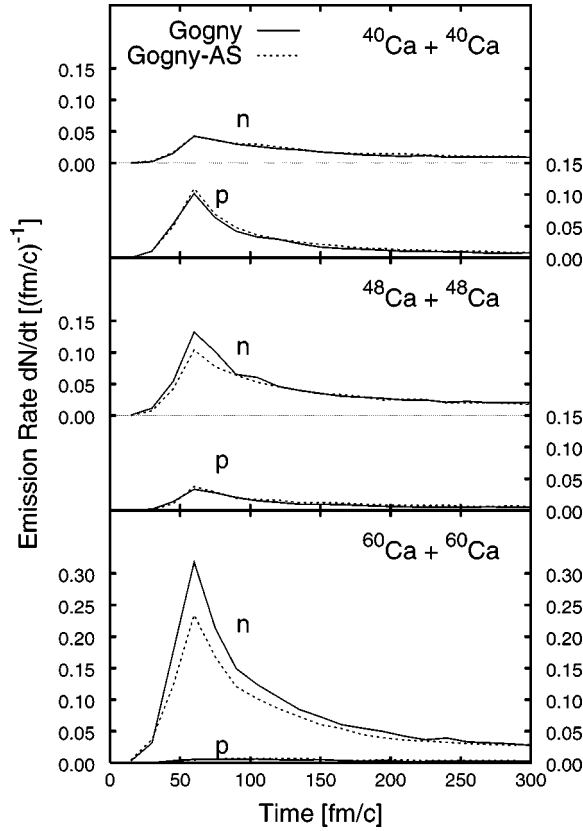 Gogny
Gogny-AS
40Ca + 40Ca
0.15
0.10
0.05
0.00
n
0.15
0.10
0.05
0.00
p
48Ca + 48Ca
0.15
0.10
0.05
0.00
n
0.15
0.10
0.05
0.00
p
60Ca + 60Ca
0.30
0.25
0.20
0.15
0.10
0.05
0.00
n
p
0.30
0.25
0.20
0.15
0.10
0.05
0.00
0 50 100 150 200 250 300
Time [fm/c]
Emission Rate dN/dt [(fm/c)⁻¹]